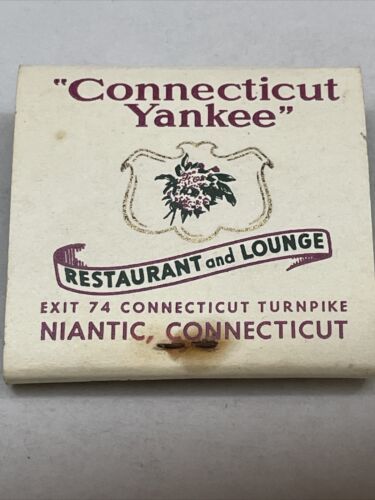 "Connecticut
Yankee"
RESTAURANT and LOUNGE
EXIT 74 CONNECTICUT TURNPIKE
NIANTIC, CONNECTICUT